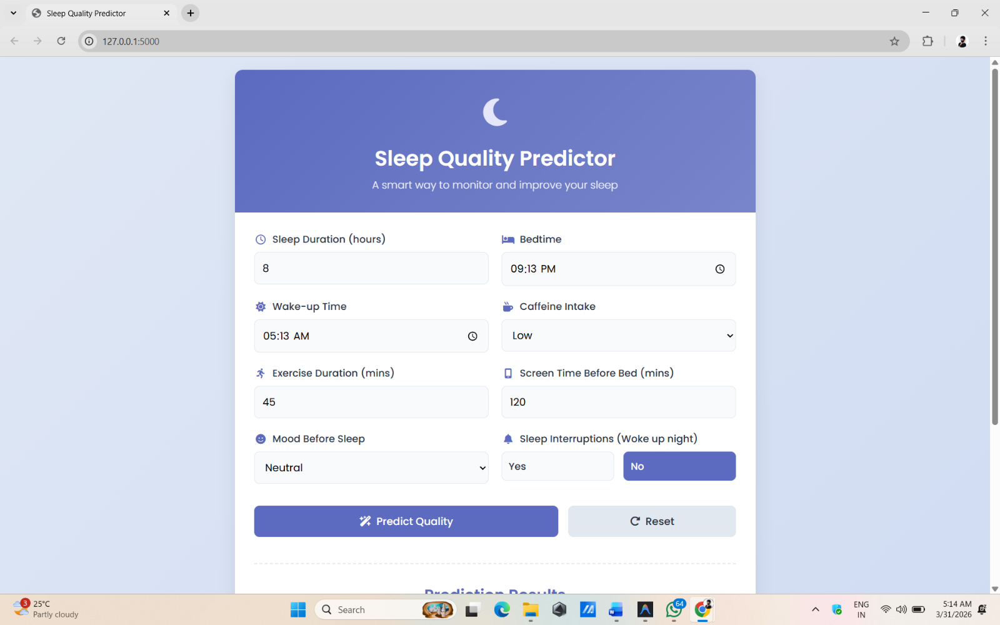 Sleep Quality Predictor
127.0.0.1:5000
Sleep Quality Predictor
A smart way to monitor and improve your sleep
Sleep Duration (hours)
8
Bedtime
09:13 PM
Wake-up Time
05:13 AM
Caffeine Intake
Low
Exercise Duration (mins)
45
Screen Time Before Bed (mins)
120
Mood Before Sleep
Neutral
Sleep Interruptions (Woke up night)
Yes
No
Predict Quality
Reset
Prediction Results
3
25°C
Partly cloudy
Search
64
ENG
IN
5:14 AM
3/31/2026